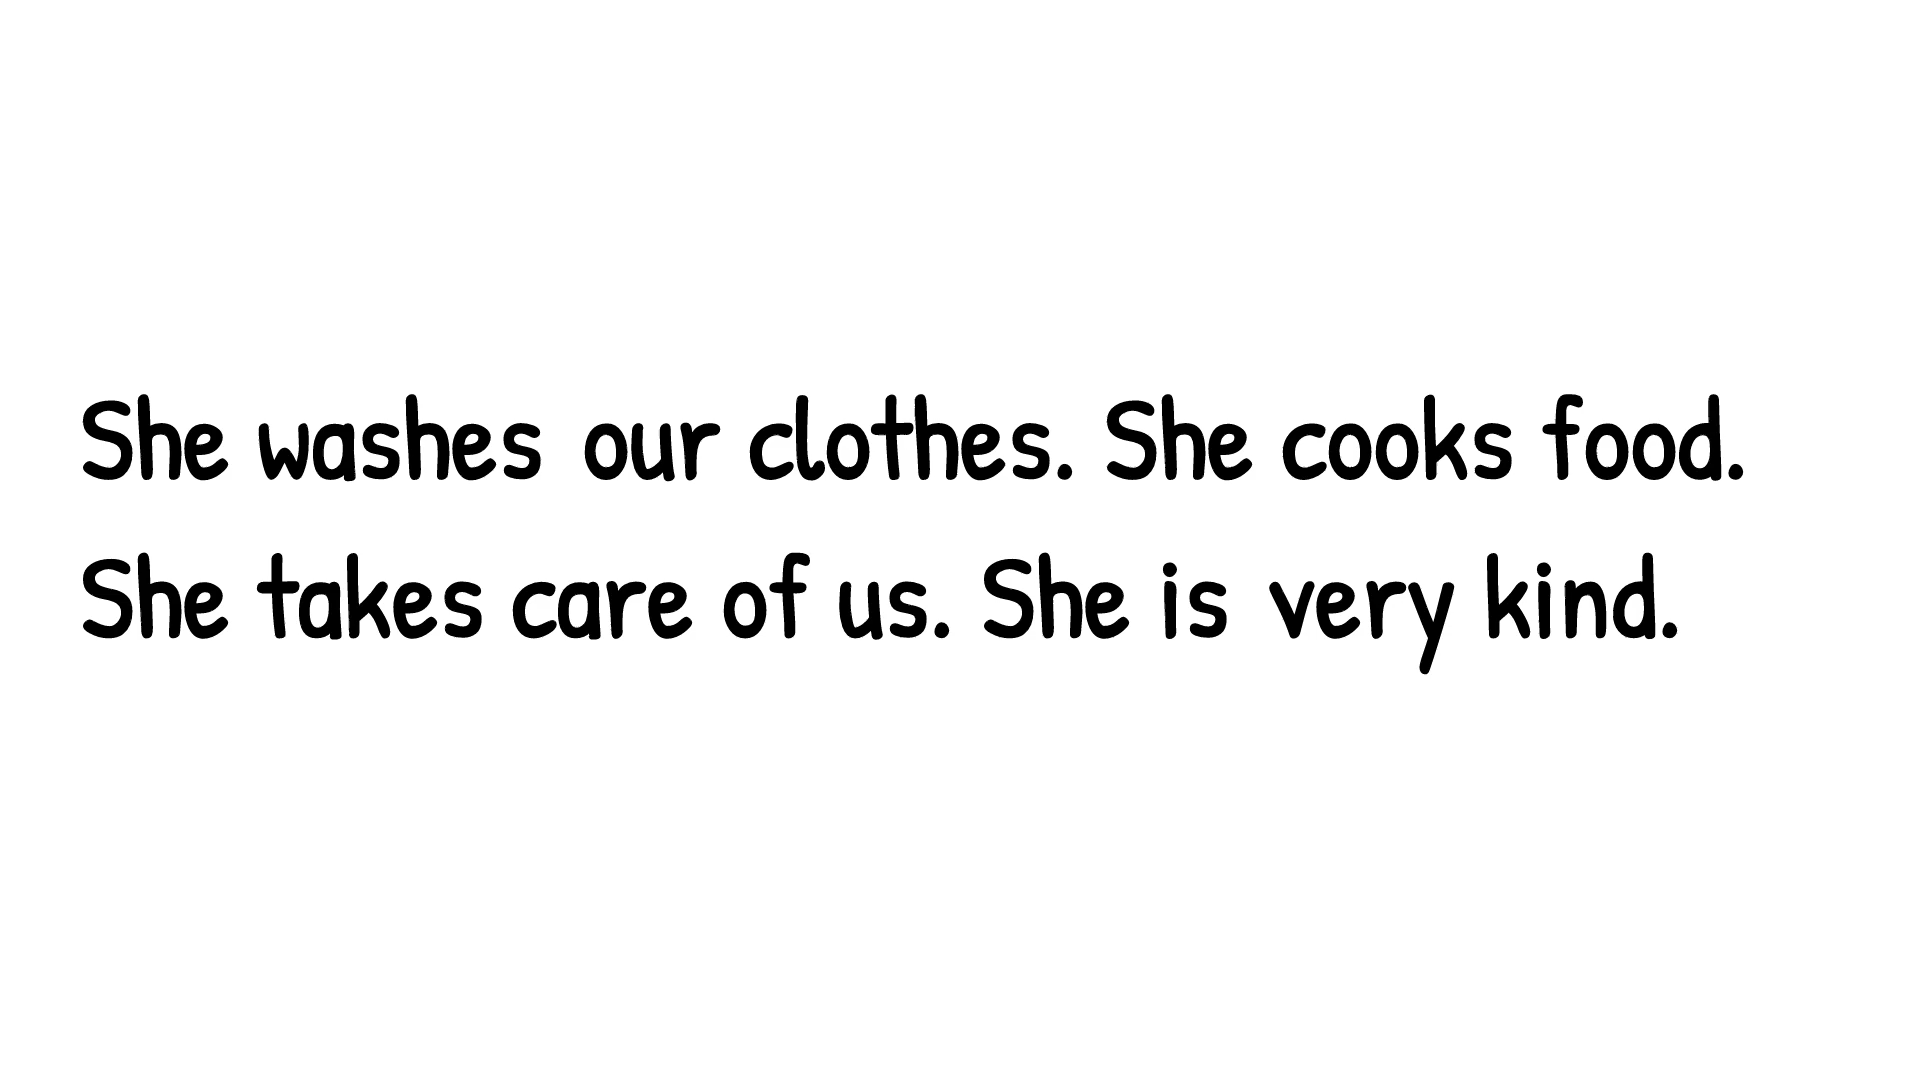 She washes our clothes. She cooks food.
She takes care of us. She is very kind.